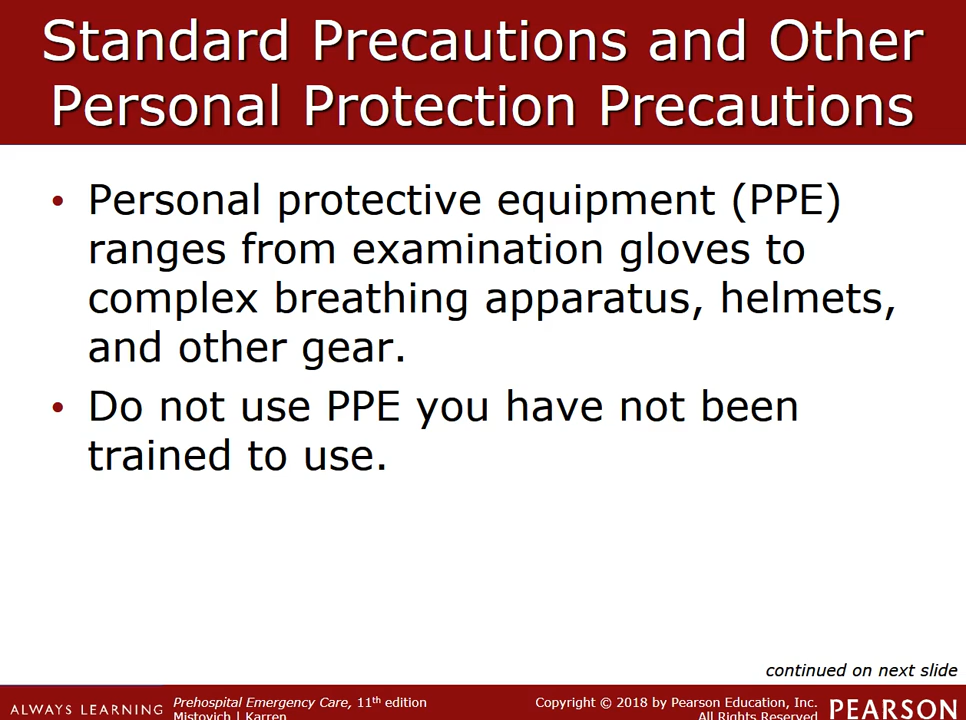 Standard Precautions and Other
Personal Protection Precautions
• Personal protective equipment (PPE)
ranges from examination gloves to
complex breathing apparatus, helmets,
and other gear.
• Do not use PPE you have not been
trained to use.
continued on next slide
ALWAYS LEARNING
Prehospital Emergency Care, 11th edition
Mistovich | Karren
Copyright © 2018 by Pearson Education, Inc.
All Rights Reserved
PEARSON